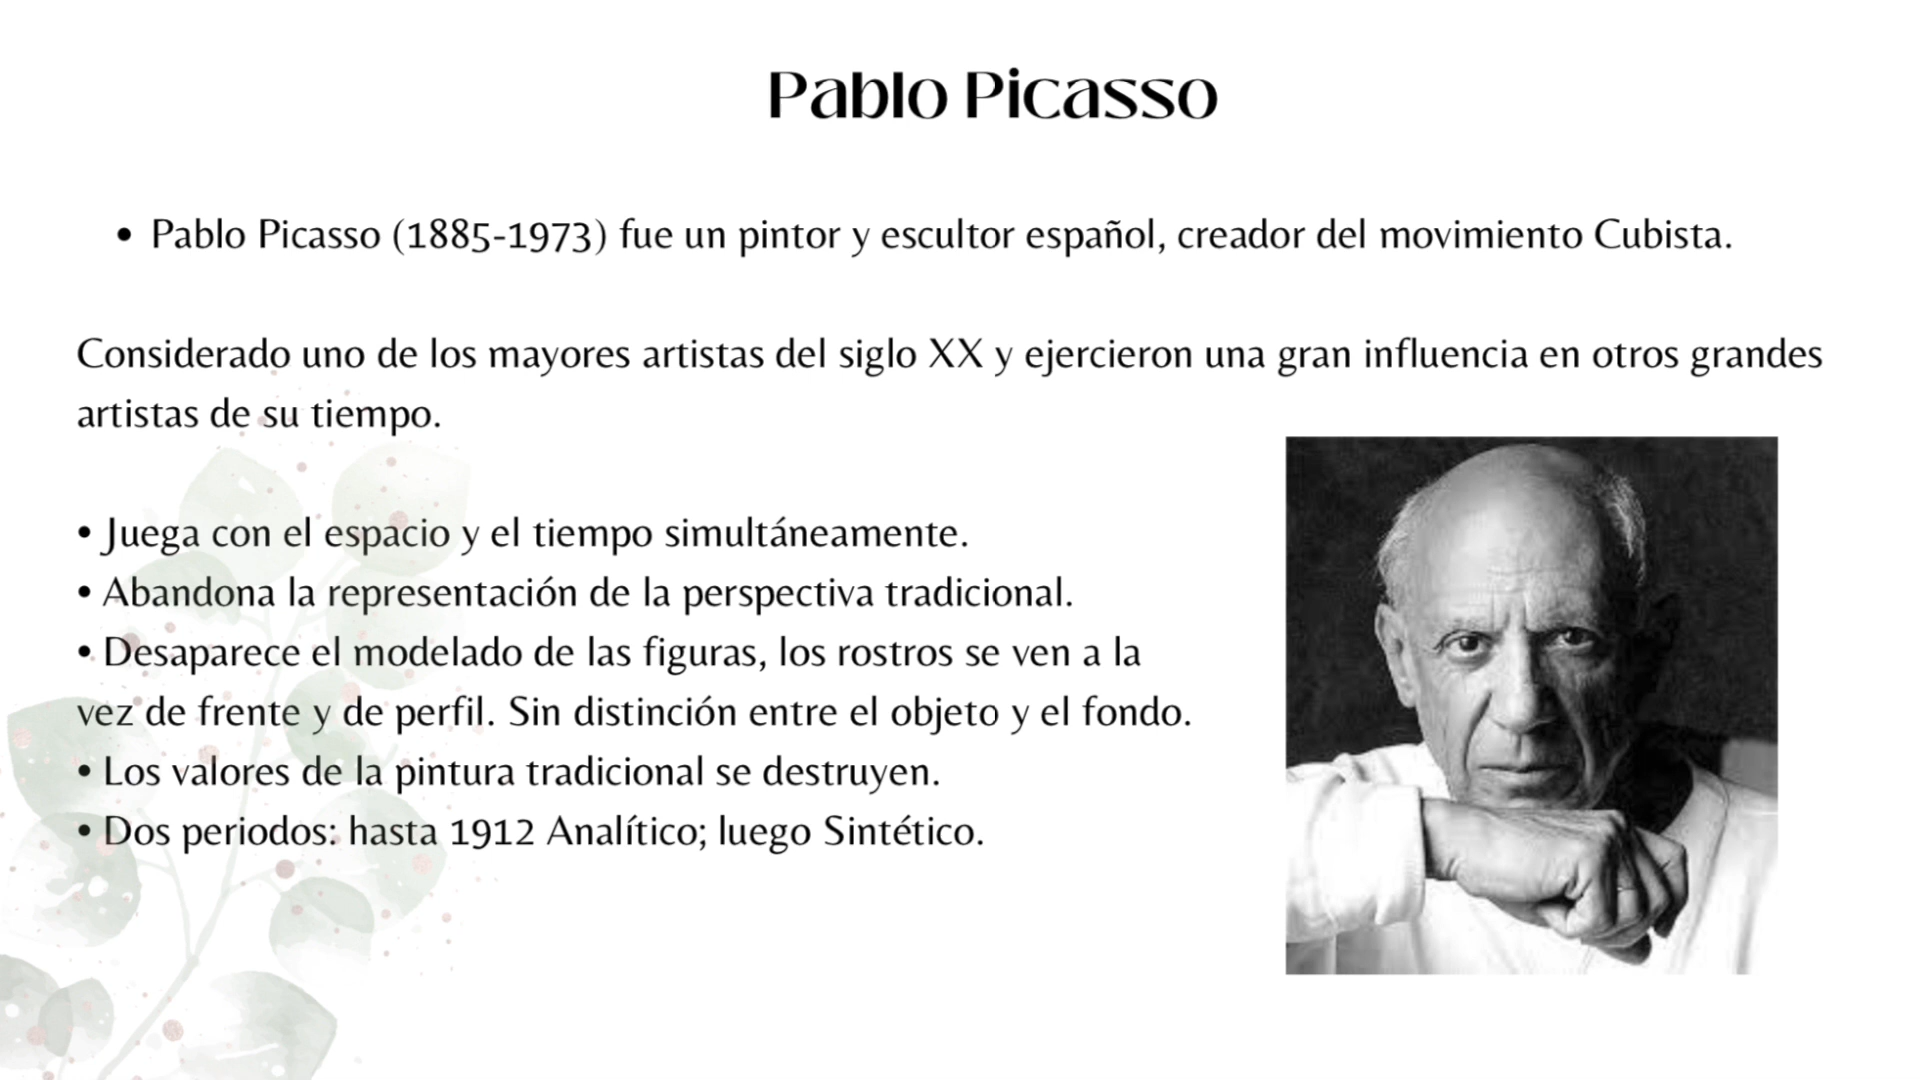 Pablo Picasso
• Pablo Picasso (1885-1973) fue un pintor y escultor español, creador del movimiento Cubista.
Considerado uno de los mayores artistas del siglo XX y ejercieron una gran influencia en otros grandes
artistas de su tiempo.
• Juega con el espacio y el tiempo simultáneamente.
• Abandona la representación de la perspectiva tradicional.
• Desaparece el modelado de las figuras, los rostros se ven a la
vez de frente y de perfil. Sin distinción entre el objeto y el fondo.
• Los valores de la pintura tradicional se destruyen.
• Dos periodos: hasta 1912 Analítico; luego Sintético.